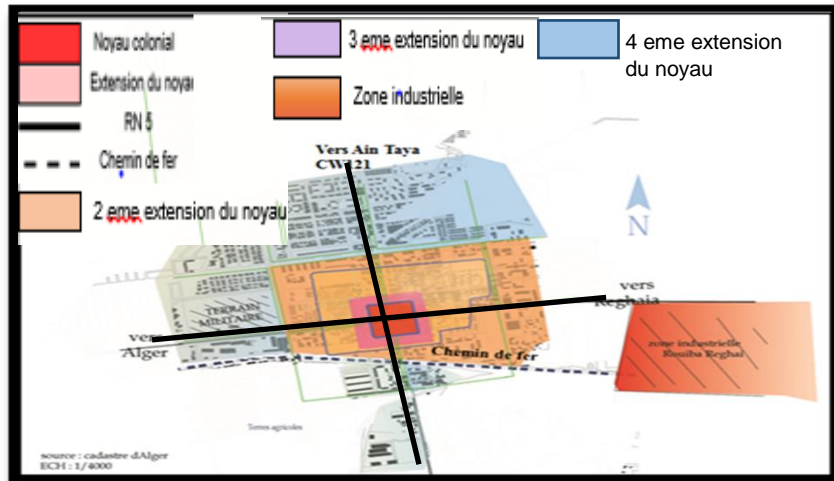 Noyau colonial
Extension du noyau
RN 5
Chemin de fer
2 eme extension du noyau
3 eme extension du noyau
Zone industrielle
4 eme extension
du noyau
Vers Ain Taya
CW121
N
vers
Reghaia
TERRAIN
MILITAIRE
vers
Alger
Chemin de fer
zone industrielle
Rouiba Reghai
Terres agricoles
source : cadastre dAlger
ECH : 1/4000